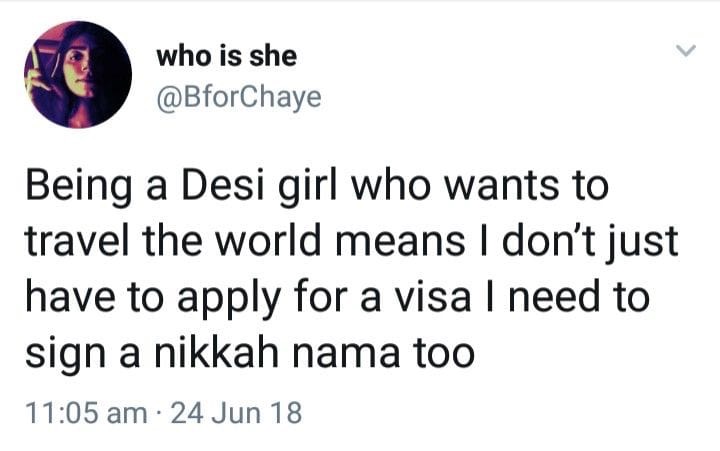 who is she
@BforChaye
Being a Desi girl who wants to
travel the world means I don't just
have to apply for a visa I need to
sign a nikkah nama too
11:05 am · 24 Jun 18